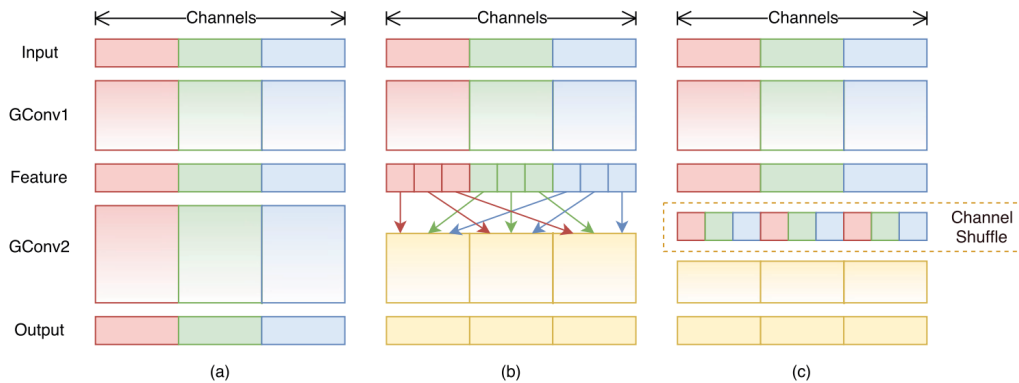 Channels
Channels
Channels
Input
GConv1
Feature
Channel
Shuffle
GConv2
Output
(a)
(b)
(c)